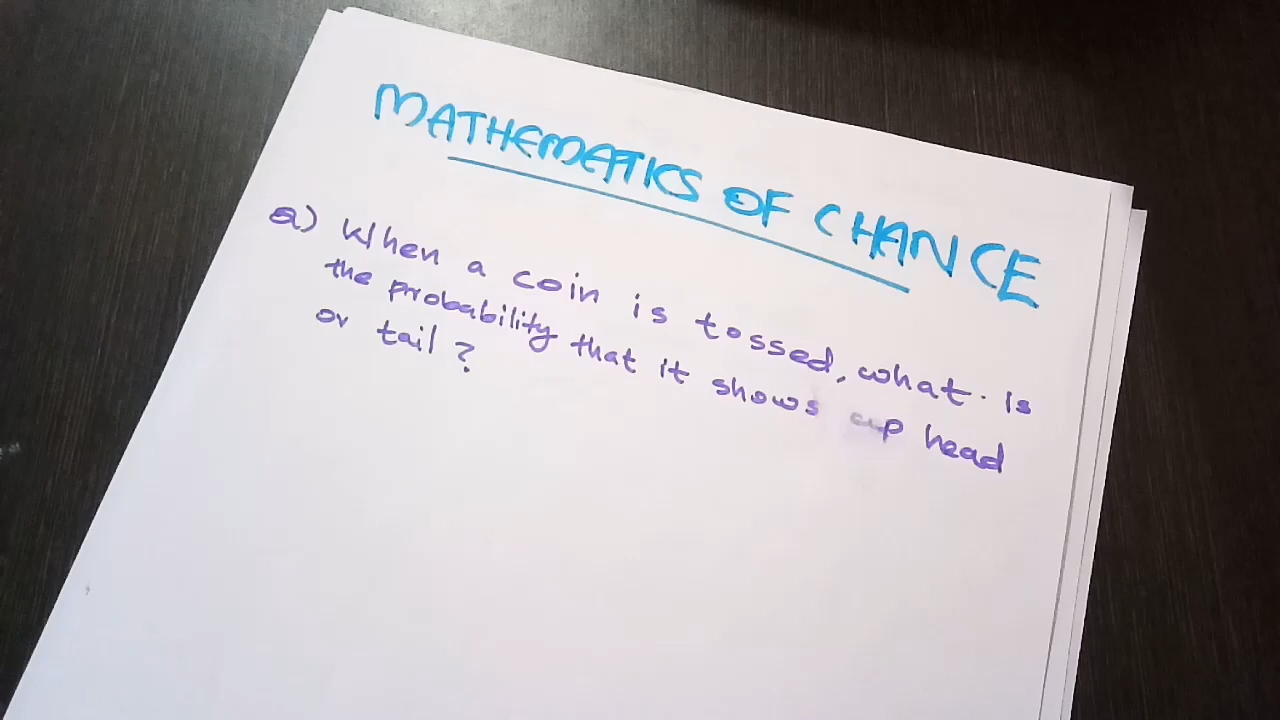 MATHEMATICS OF CHANCE
a) When a coin is tossed, what is
the probability that it shows up head
or tail?